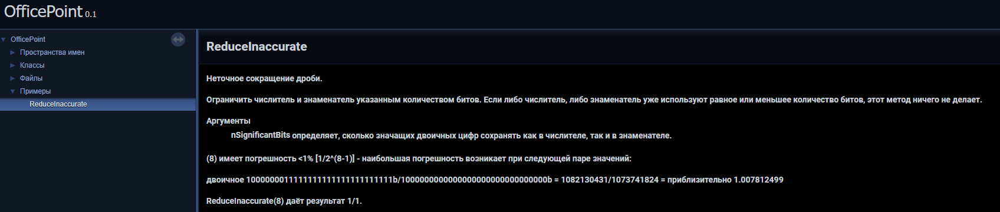 OfficePoint 0.1
OfficePoint
Пространства имен
Классы
Файлы
Примеры
ReduceInaccurate
ReduceInaccurate
Неточное сокращение дроби.
Ограничить числитель и знаменатель указанным количеством битов. Если либо числитель, либо знаменатель уже используют равное или меньшее количество битов, этот метод ничего не делает.
Аргументы
nSignificantBits определяет, сколько значащих двоичных цифр сохранять как в числителе, так и в знаменателе.
(8) имеет погрешность <1% [1/2^(8-1)] - наибольшая погрешность возникает при следующей паре значений:
двоичное 1000000011111111111111111111111b/1000000000000000000000000000000b = 1082130431/1073741824 = приблизительно 1.007812499
ReduceInaccurate(8) даёт результат 1/1.